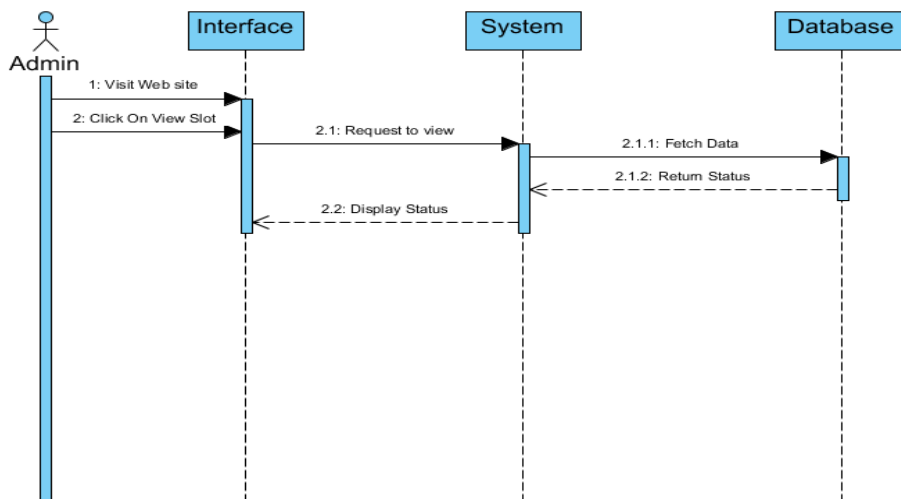 Interface
System
Database
Admin
1: Visit Web site
2: Click On View Slot
2.1: Request to view
2.1.1: Fetch Data
2.1.2: Return Status
2.2: Display Status